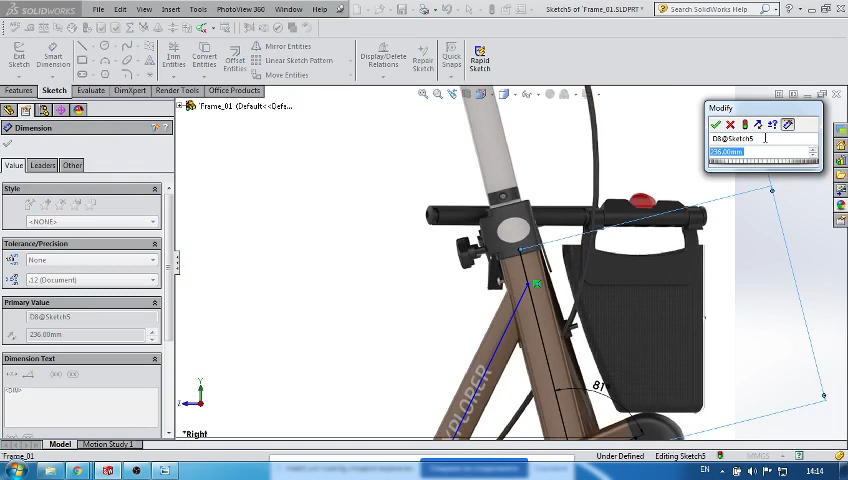 SOLIDWORKS File Edit View Insert Tools PhotoView 360 Window Help
Sketch5 of 'Frame_01.SLDPRT'
Search SolidWorks Help
Exit Sketch
Smart Dimension
Trim Entities
Convert Entities
Offset Entities
Mirror Entities
Linear Sketch Pattern
Move Entities
Display/Delete Relations
Repair Sketch
Quick Snaps
Rapid Sketch
Features Sketch Evaluate DimXpert Render Tools Office Products
'Frame_01 (Default<<Defa...
Dimension
Value Leaders Other
Style
<NONE>
Tolerance/Precision
None
.12 (Document)
Primary Value
D8@Sketch5
236.00mm
Dimension Text
<DIM>
Modify
D8@Sketch5
236.00mm
81°
XPLORER
Y
Z
*Right
Model Motion Study 1
Frame_01
Under Defined Editing Sketch5 MMGS
EN 14:14